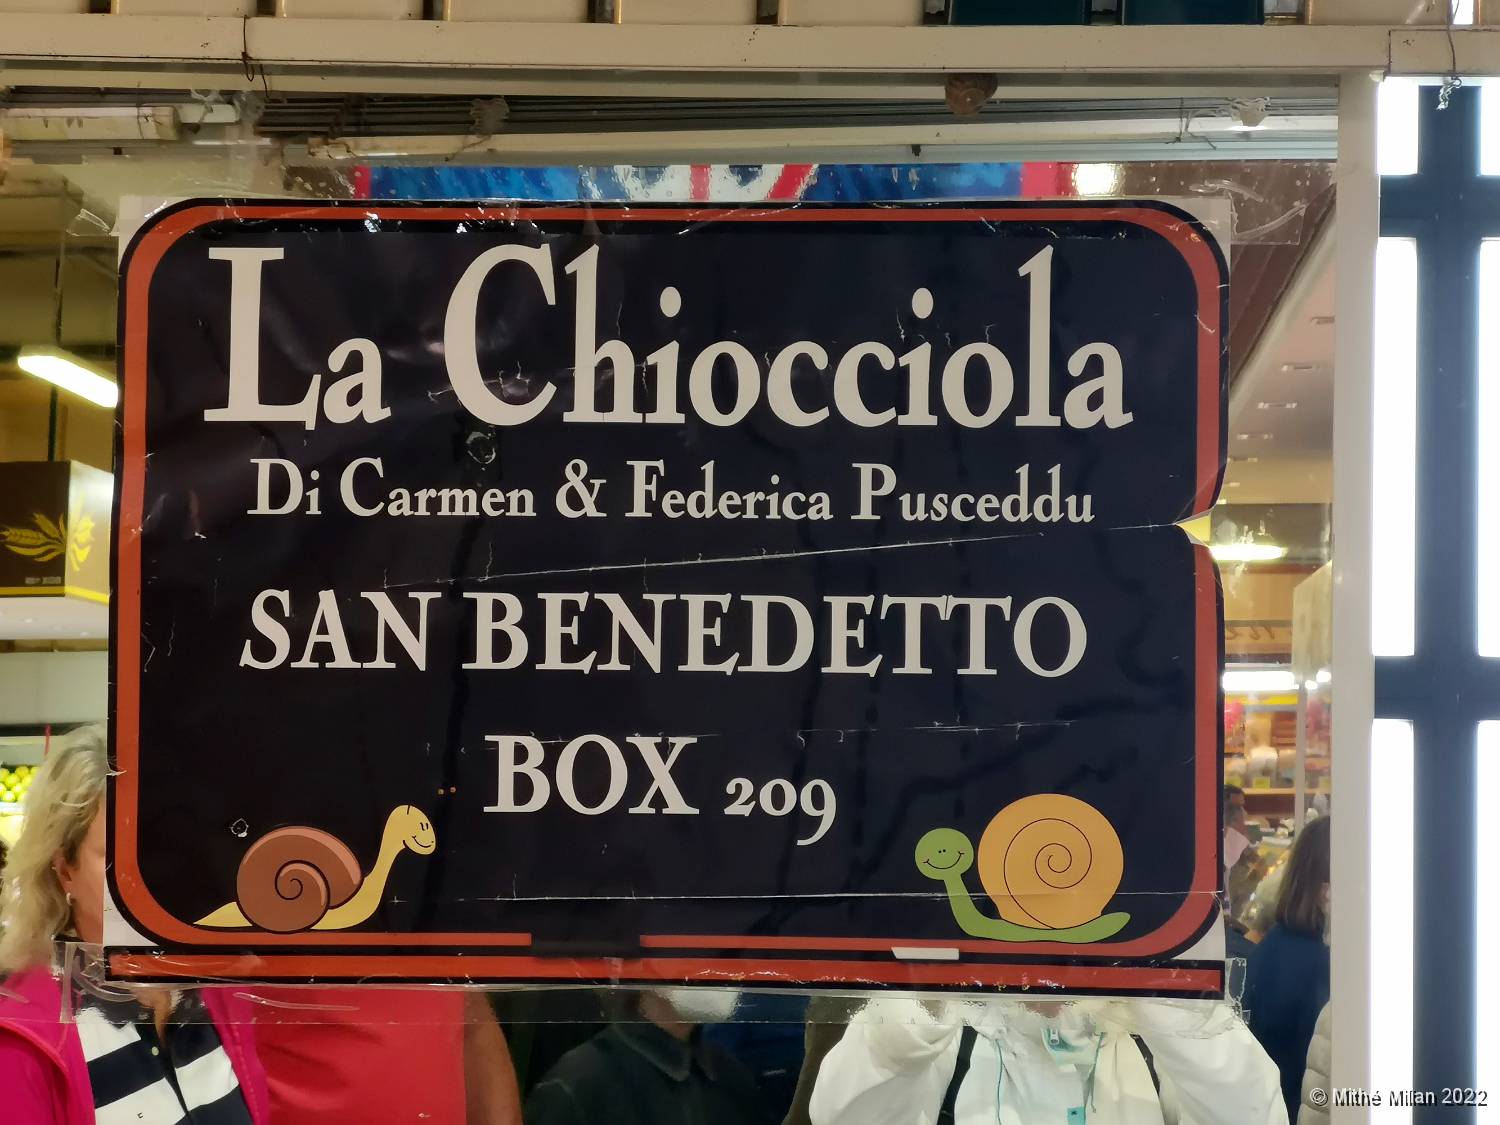 La Chiocciola
Di Carmen & Federica Pusceddu
SAN BENEDETTO
BOX 209
© Mithé Milan 2022